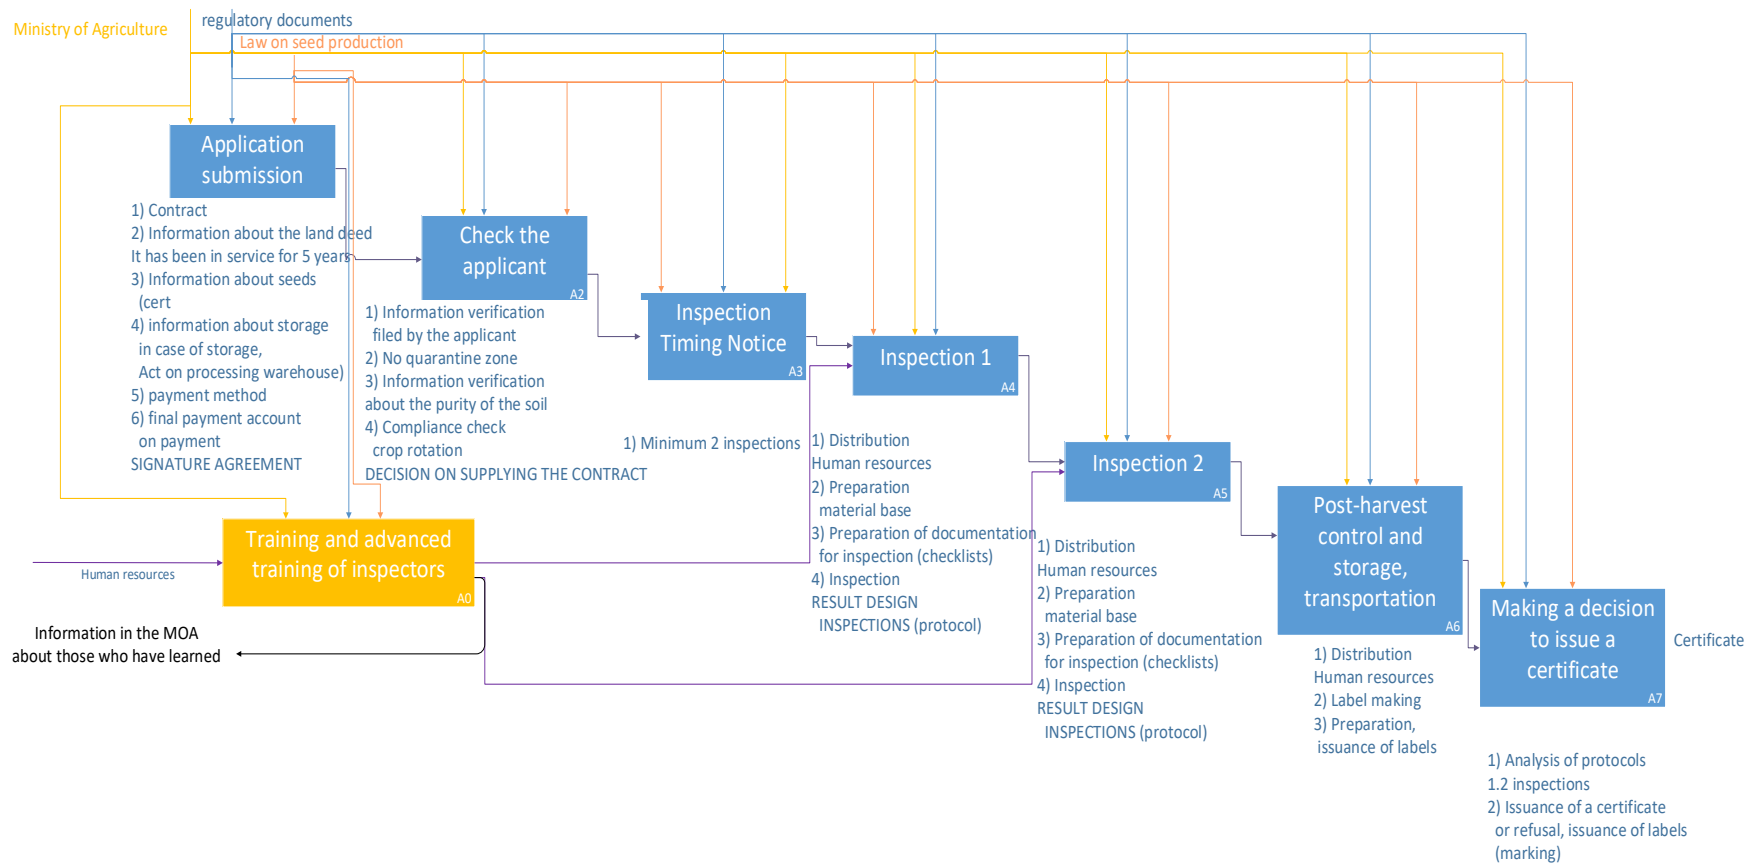 Ministry of Agriculture
regulatory documents
Law on seed production
Application
submission
1) Contract
2) Information about the land deed
It has been in service for 5 years
3) Information about seeds
(cert
4) information about storage
in case of storage,
Act on processing warehouse)
5) payment method
6) final payment account
on payment
SIGNATURE AGREEMENT
Check the
applicant
A2
1) Information verification
filed by the applicant
2) No quarantine zone
3) Information verification
about the purity of the soil
4) Compliance check
crop rotation
DECISION ON SUPPLYING THE CONTRACT
Inspection
Timing Notice
A3
1) Minimum 2 inspections
Inspection 1
A4
1) Distribution
Human resources
2) Preparation
material base
3) Preparation of documentation
for inspection (checklists)
4) Inspection
RESULT DESIGN
INSPECTIONS (protocol)
Inspection 2
A5
1) Distribution
Human resources
2) Preparation
material base
3) Preparation of documentation
for inspection (checklists)
4) Inspection
RESULT DESIGN
INSPECTIONS (protocol)
Post-harvest
control and
storage,
transportation
A6
1) Distribution
Human resources
2) Label making
3) Preparation,
issuance of labels
Making a decision
to issue a
certificate
A7
Certificate
1) Analysis of protocols
1.2 inspections
2) Issuance of a certificate
or refusal, issuance of labels
(marking)
Human resources
Training and advanced
training of inspectors
A0
Information in the MOA
about those who have learned